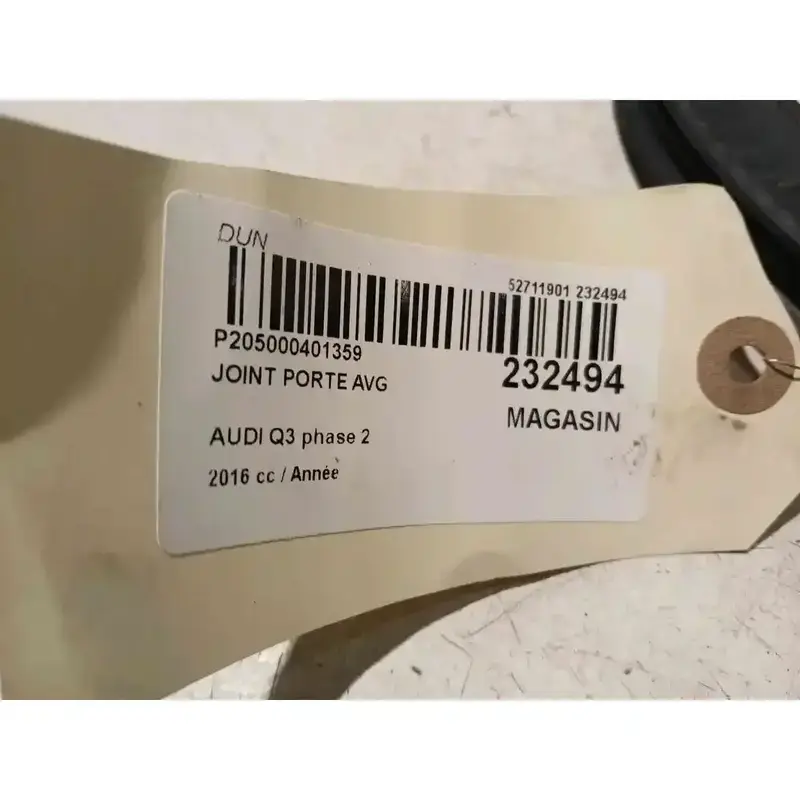 DUN
52711901 232494
P205000401359
232494
JOINT PORTE AVG
MAGASIN
AUDI Q3 phase 2
2016 cc / Année